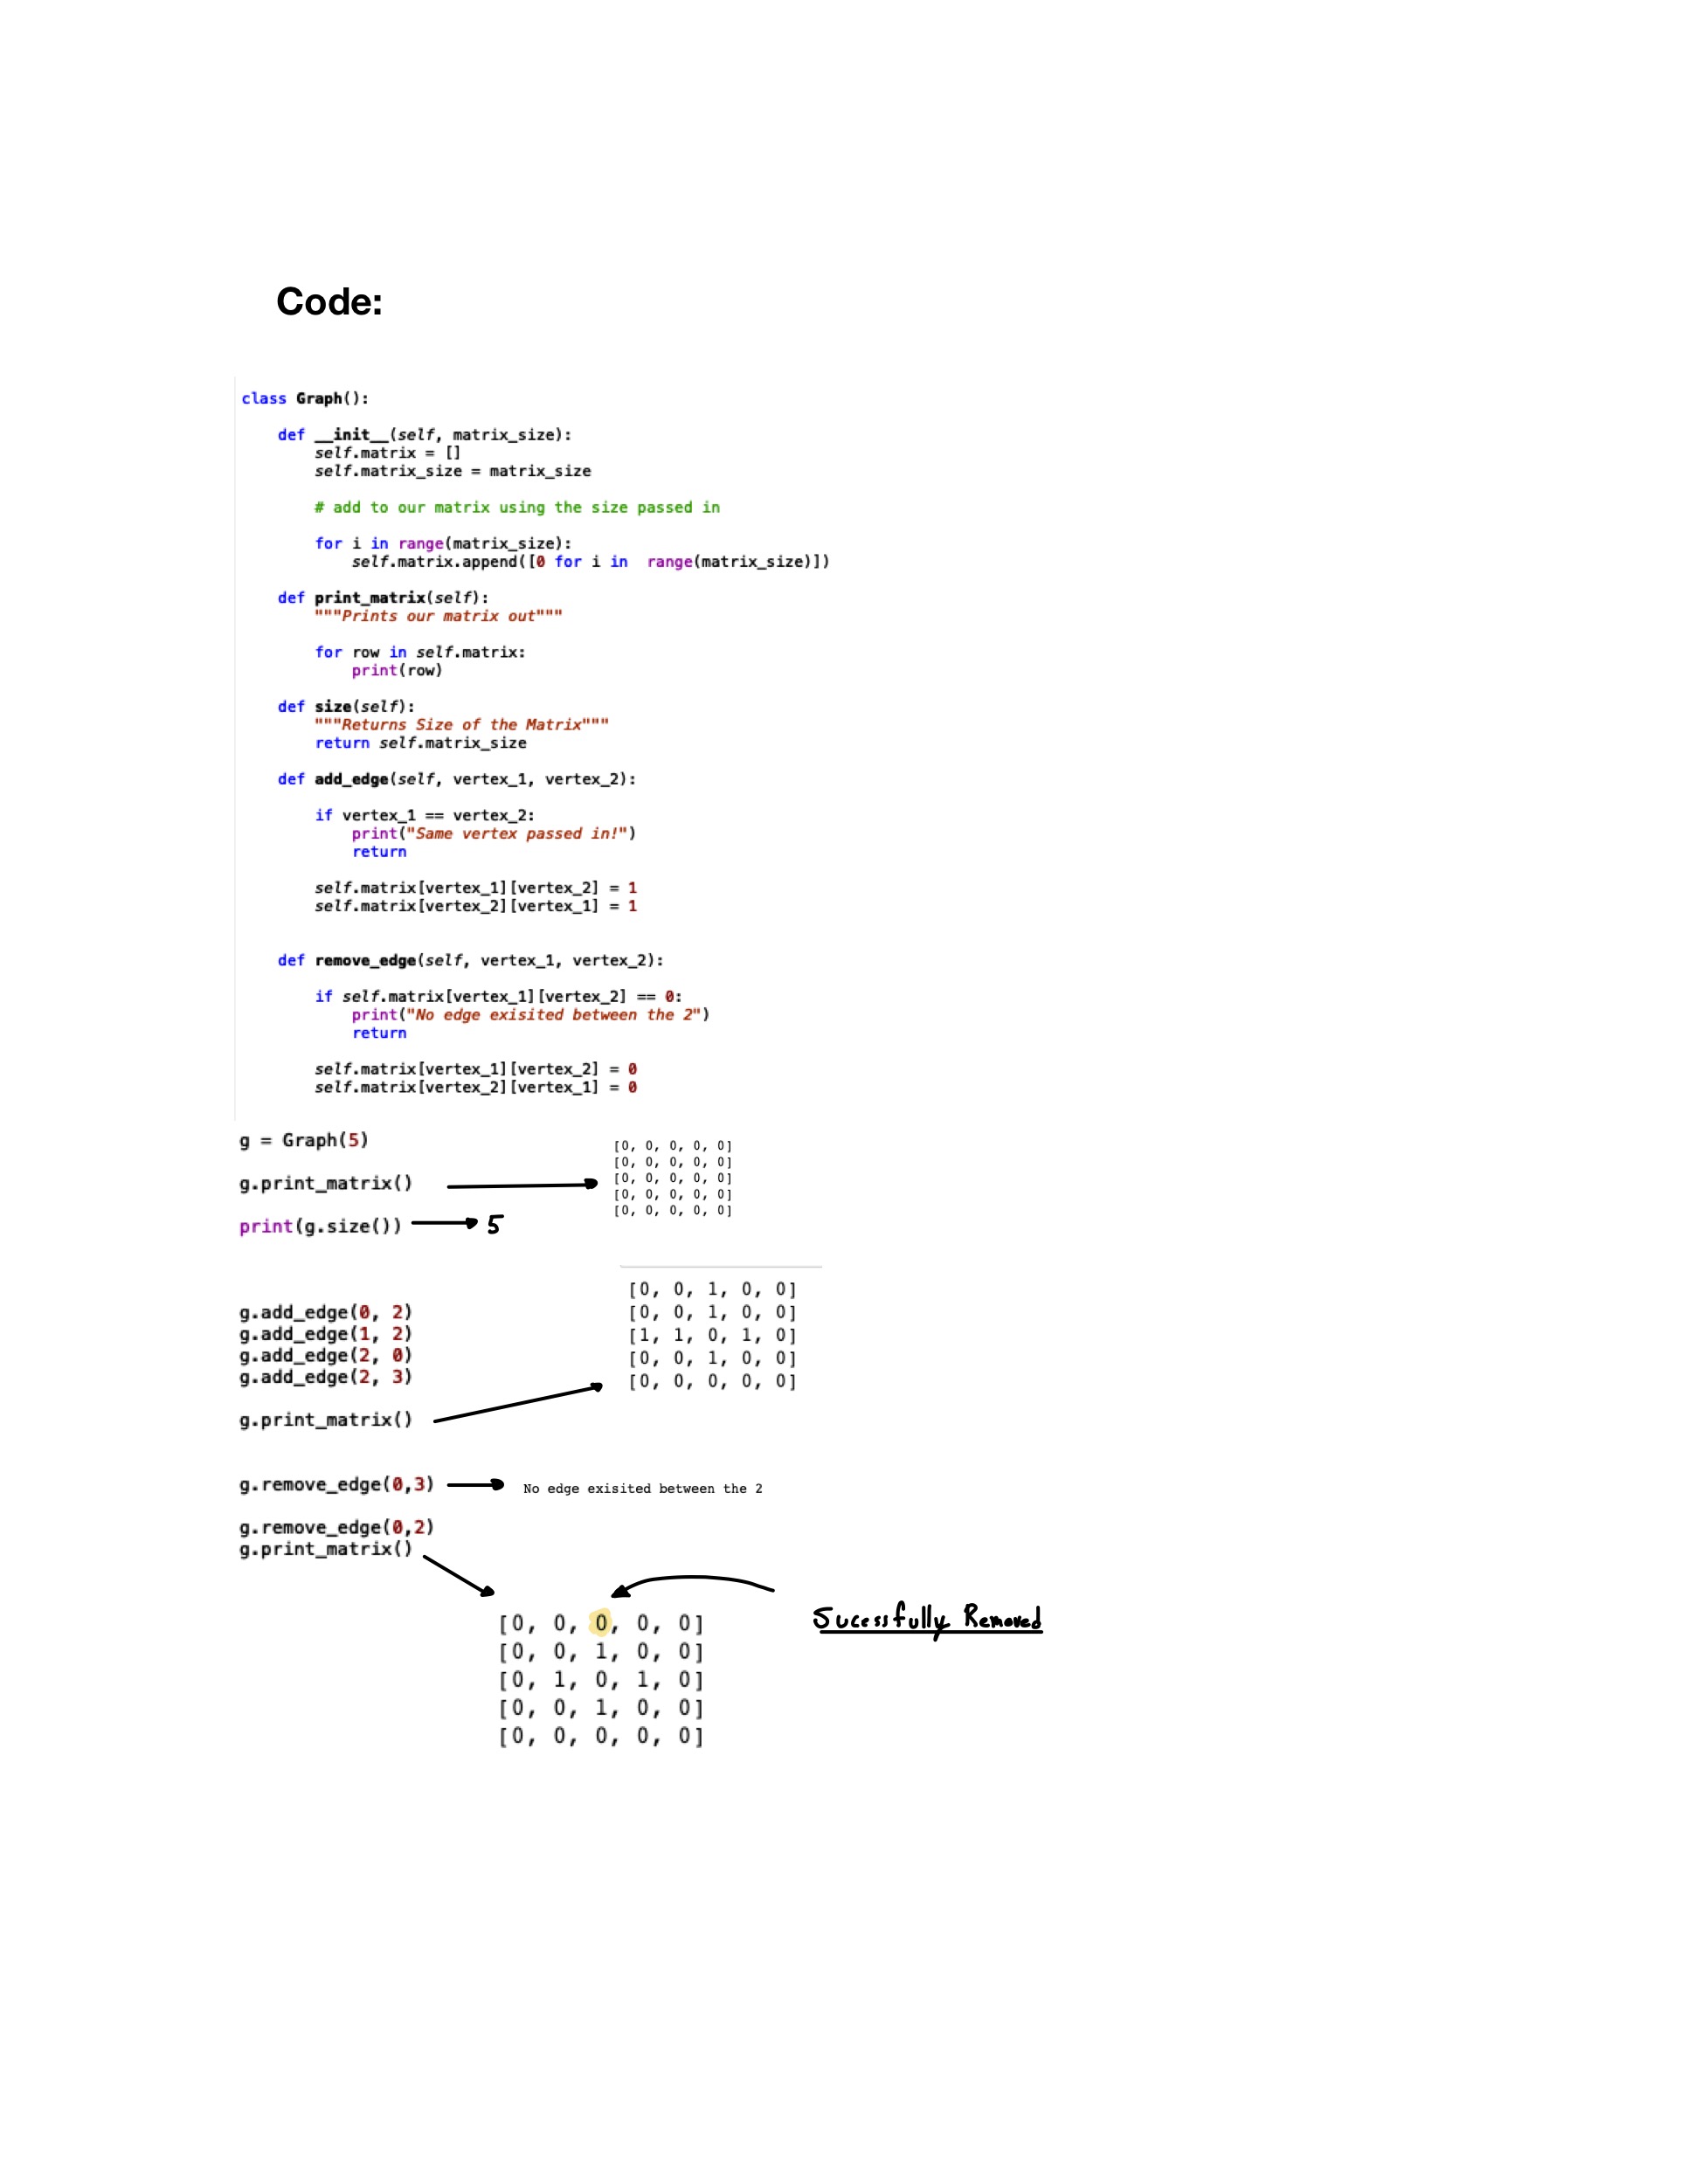 Code:
class Graph():
    def __init__(self, matrix_size):
        self.matrix = []
        self.matrix_size = matrix_size
        # add to our matrix using the size passed in
        for i in range(matrix_size):
            self.matrix.append([0 for i in  range(matrix_size)])
    def print_matrix(self):
        """Prints our matrix out"""
        for row in self.matrix:
            print(row)
    def size(self):
        """Returns Size of the Matrix"""
        return self.matrix_size
    def add_edge(self, vertex_1, vertex_2):
        if vertex_1 == vertex_2:
            print("Same vertex passed in!")
            return
        self.matrix[vertex_1][vertex_2] = 1
        self.matrix[vertex_2][vertex_1] = 1
    def remove_edge(self, vertex_1, vertex_2):
        if self.matrix[vertex_1][vertex_2] == 0:
            print("No edge exisited between the 2")
            return
        self.matrix[vertex_1][vertex_2] = 0
        self.matrix[vertex_2][vertex_1] = 0
g = Graph(5)
g.print_matrix()
[0, 0, 0, 0, 0]
[0, 0, 0, 0, 0]
[0, 0, 0, 0, 0]
[0, 0, 0, 0, 0]
[0, 0, 0, 0, 0]
print(g.size())
5
g.add_edge(0, 2)
g.add_edge(1, 2)
g.add_edge(2, 0)
g.add_edge(2, 3)
g.print_matrix()
[0, 0, 1, 0, 0]
[0, 0, 1, 0, 0]
[1, 1, 0, 1, 0]
[0, 0, 1, 0, 0]
[0, 0, 0, 0, 0]
g.remove_edge(0,3)
No edge exisited between the 2
g.remove_edge(0,2)
g.print_matrix()
[0, 0, 0, 0, 0]
[0, 0, 1, 0, 0]
[0, 1, 0, 1, 0]
[0, 0, 1, 0, 0]
[0, 0, 0, 0, 0]
Sucessfully Removed